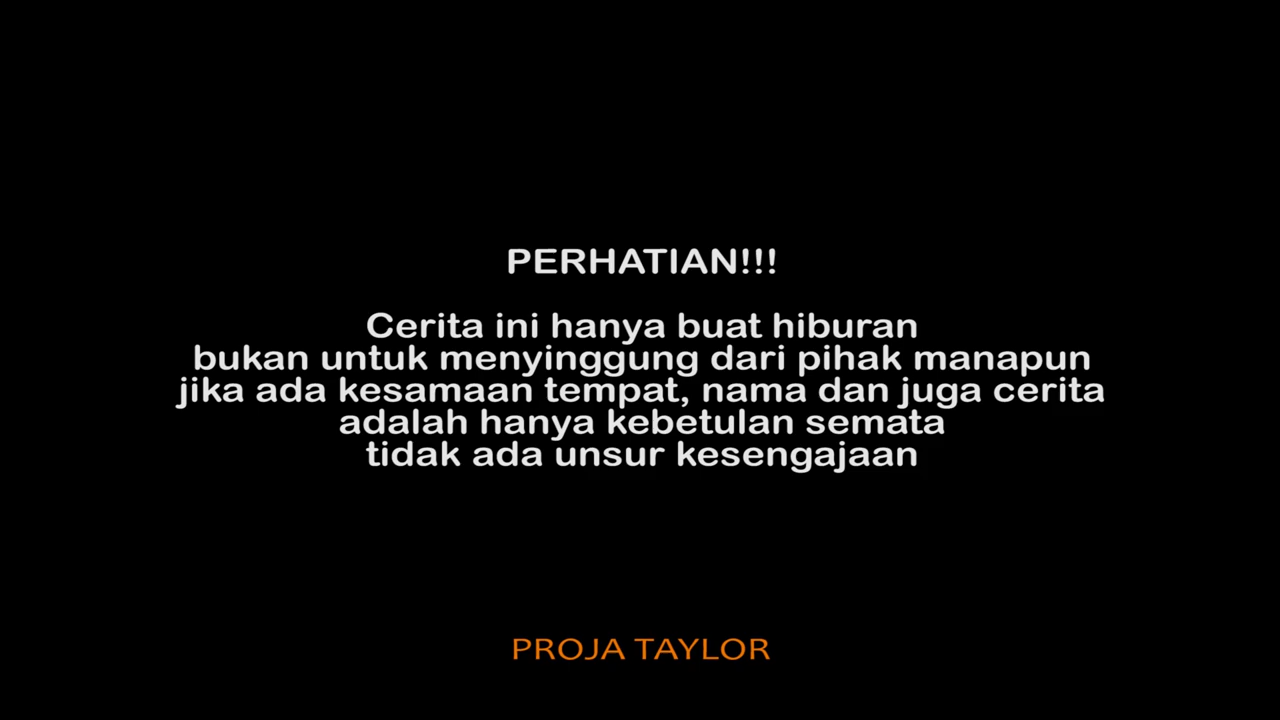 PERHATIAN!!!
Cerita ini hanya buat hiburan
bukan untuk menyinggung dari pihak manapun
jika ada kesamaan tempat, nama dan juga cerita
adalah hanya kebetulan semata
tidak ada unsur kesengajaan
PROJA TAYLOR